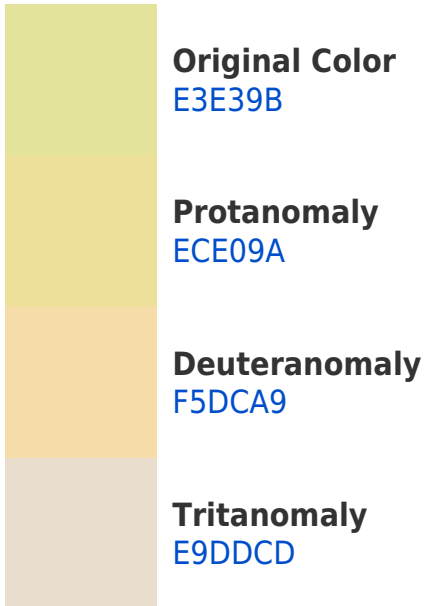 Original Color
E3E39B
Protanomaly
ECE09A
Deuteranomaly
F5DCA9
Tritanomaly
E9DDCD